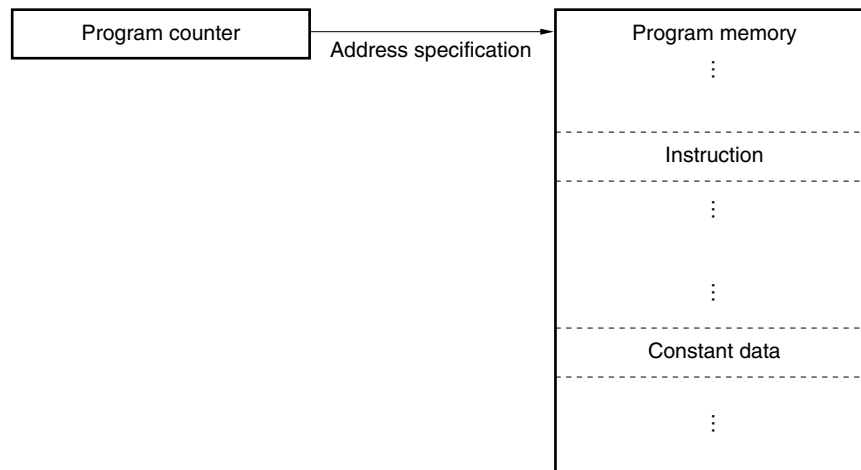 Program counter
Address specification
Program memory
⋮
Instruction
⋮
⋮
Constant data
⋮